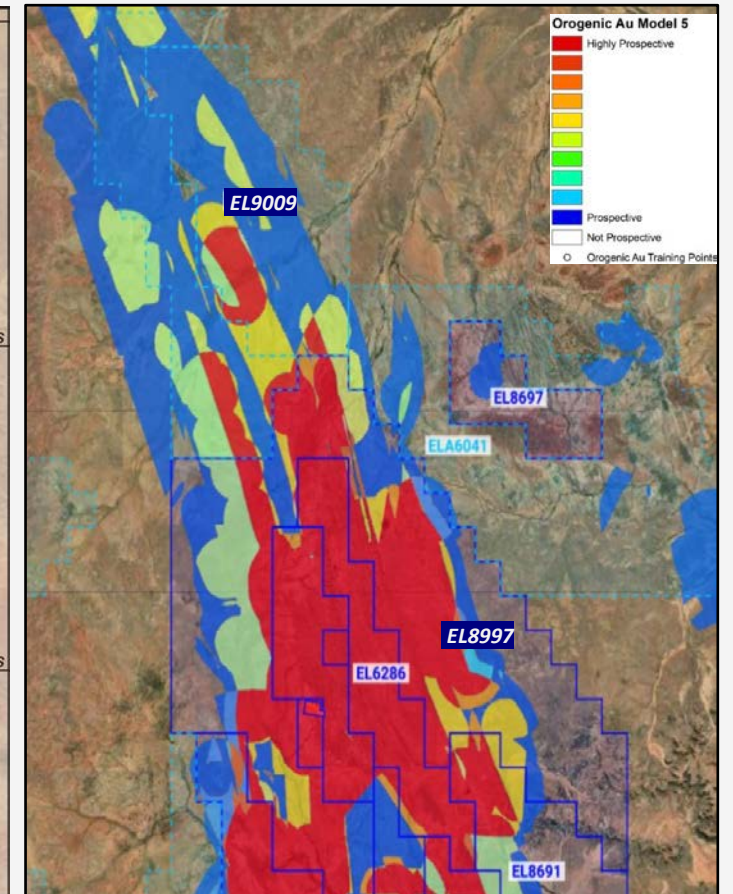 Orogenic Au Model 5
Highly Prospective
Prospective
Not Prospective
Orogenic Au Training Points
EL9009
EL8697
ELA6041
EL8997
EL6286
EL8691
s
s